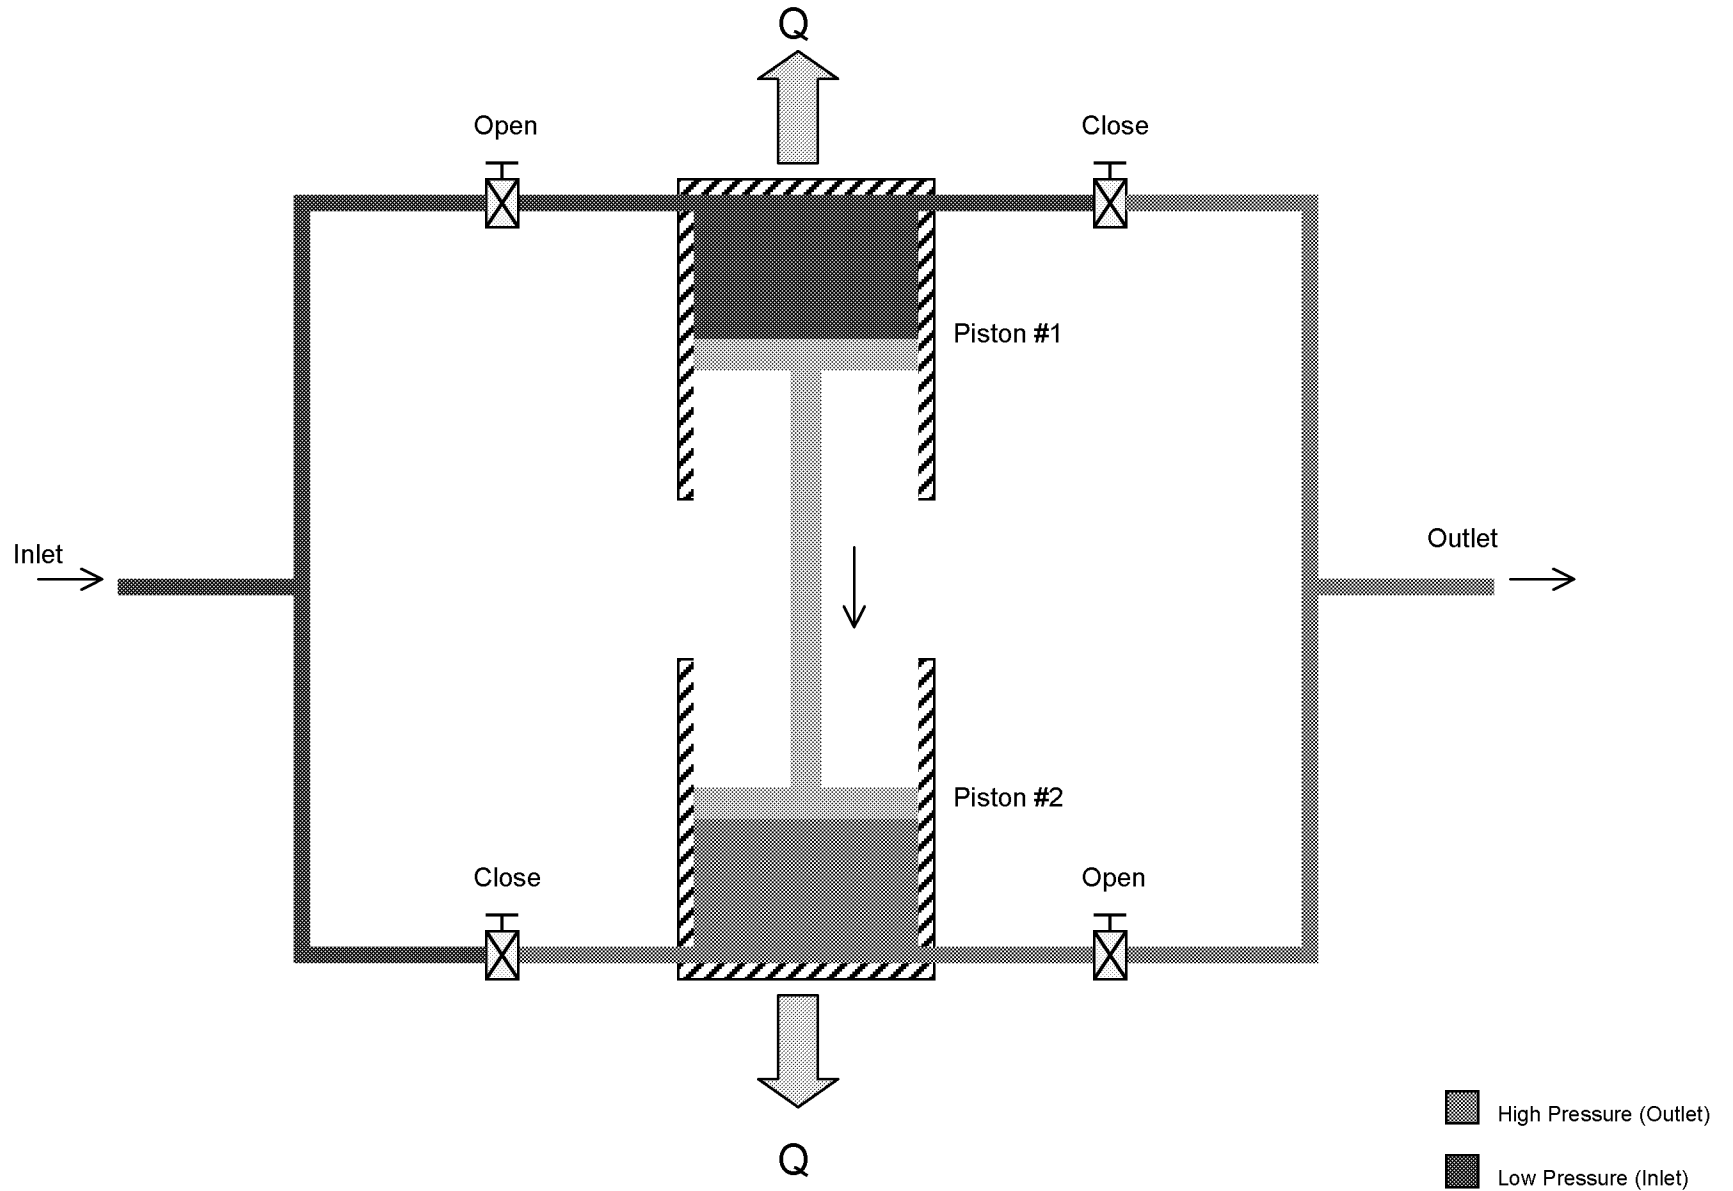 Q
Open
Close
Piston #1
Inlet
Outlet
Piston #2
Close
Open
Q
High Pressure (Outlet)
Low Pressure (Inlet)